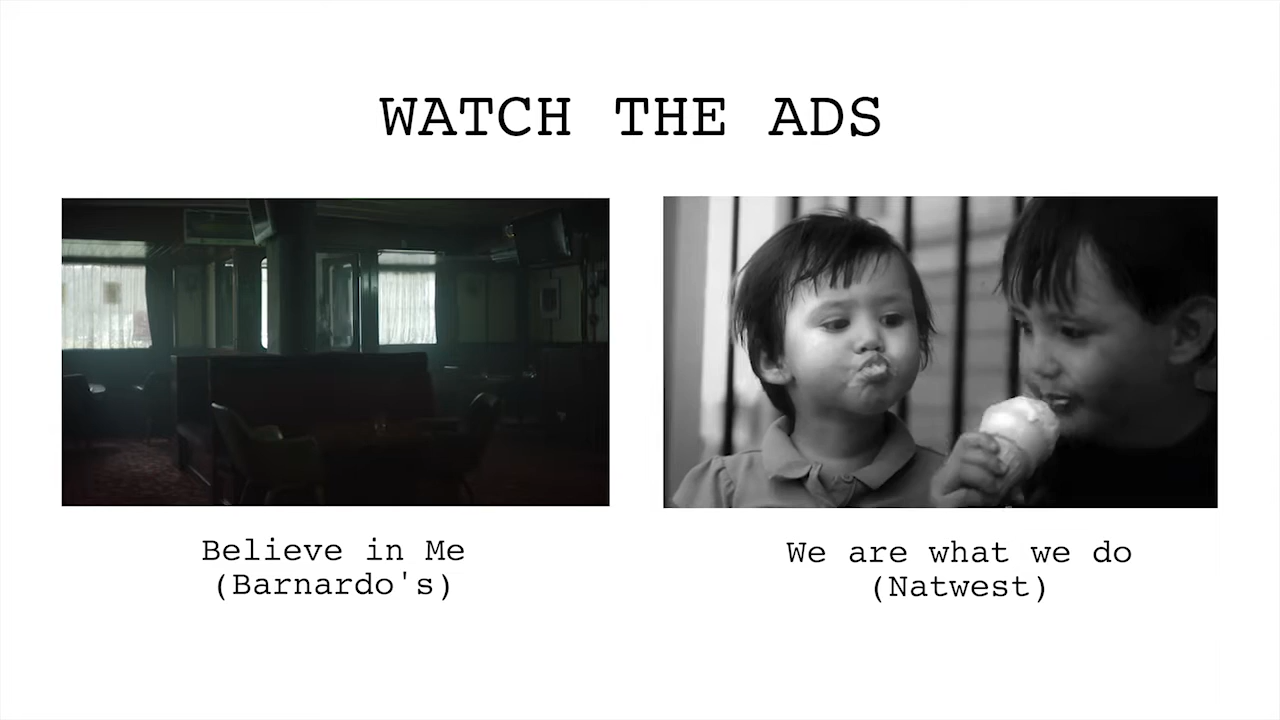 WATCH THE ADS
Believe in Me
(Barnardo's)
We are what we do
(Natwest)